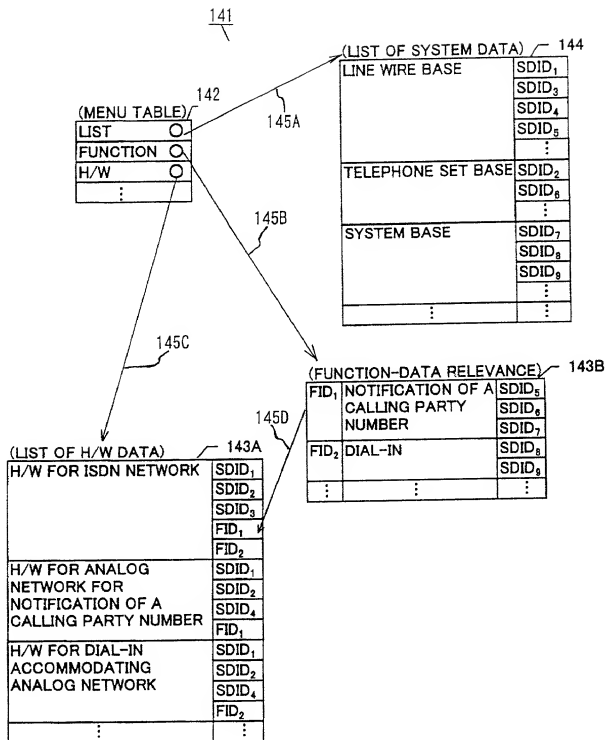 141
(LIST OF SYSTEM DATA) 144
LINE WIRE BASE SDID₁
SDID₃
SDID₄
SDID₅
⋮
TELEPHONE SET BASE SDID₂
SDID₆
⋮
SYSTEM BASE SDID₇
SDID₈
SDID₉
⋮
⋮ ⋮
(MENU TABLE) 142
LIST
FUNCTION
H/W
⋮
145A
145B
145C
145D
(FUNCTION-DATA RELEVANCE) 143B
FID₁ NOTIFICATION OF A SDID₅
CALLING PARTY SDID₆
NUMBER SDID₇
FID₂ DIAL-IN SDID₈
SDID₉
⋮ ⋮ ⋮
(LIST OF H/W DATA) 143A
H/W FOR ISDN NETWORK SDID₁
SDID₂
SDID₃
FID₁
FID₂
H/W FOR ANALOG SDID₁
NETWORK FOR SDID₂
NOTIFICATION OF A SDID₄
CALLING PARTY NUMBER FID₁
H/W FOR DIAL-IN SDID₁
ACCOMMODATING SDID₂
ANALOG NETWORK SDID₄
FID₂
⋮ ⋮